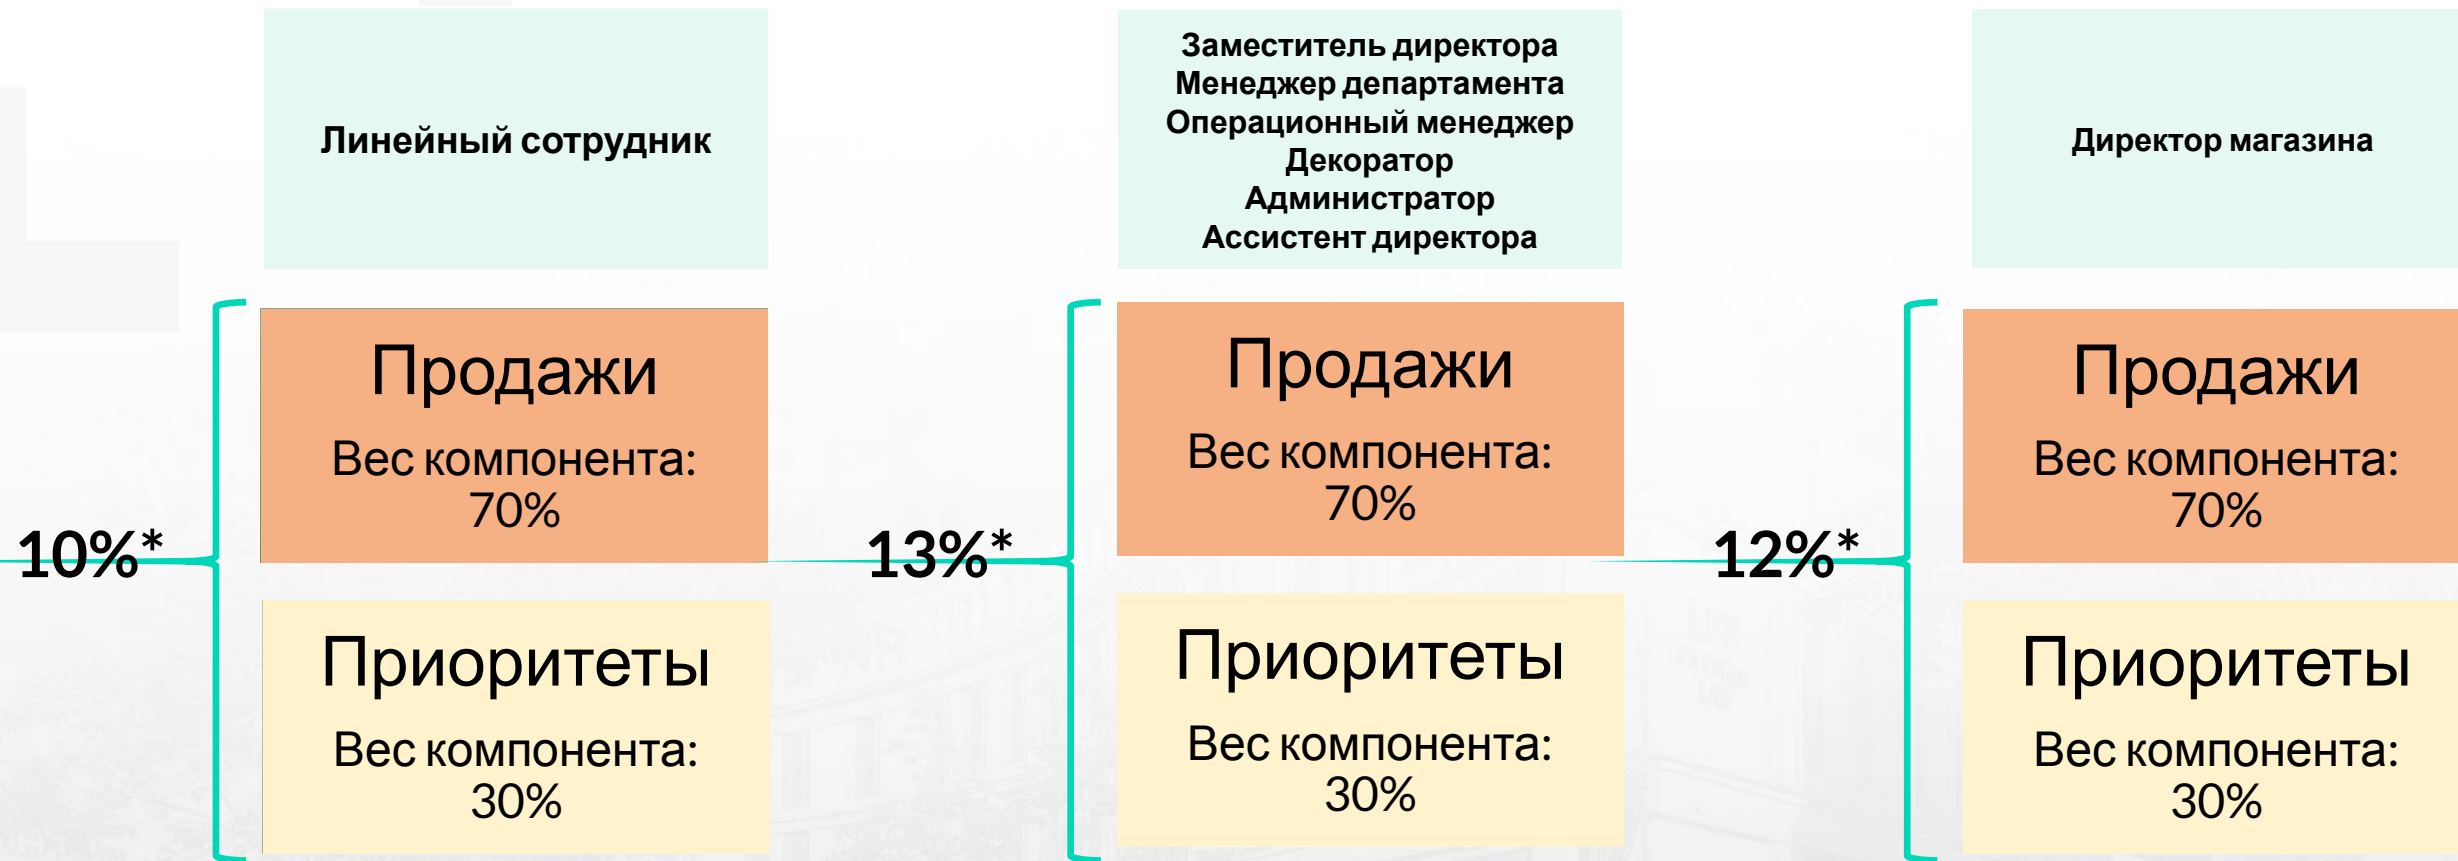 Линейный сотрудник
Заместитель директора
Менеджер департамента
Операционный менеджер
Декоратор
Администратор
Ассистент директора
Директор магазина
10%*
Продажи
Вес компонента:
70%
Приоритеты
Вес компонента:
30%
13%*
Продажи
Вес компонента:
70%
Приоритеты
Вес компонента:
30%
12%*
Продажи
Вес компонента:
70%
Приоритеты
Вес компонента:
30%